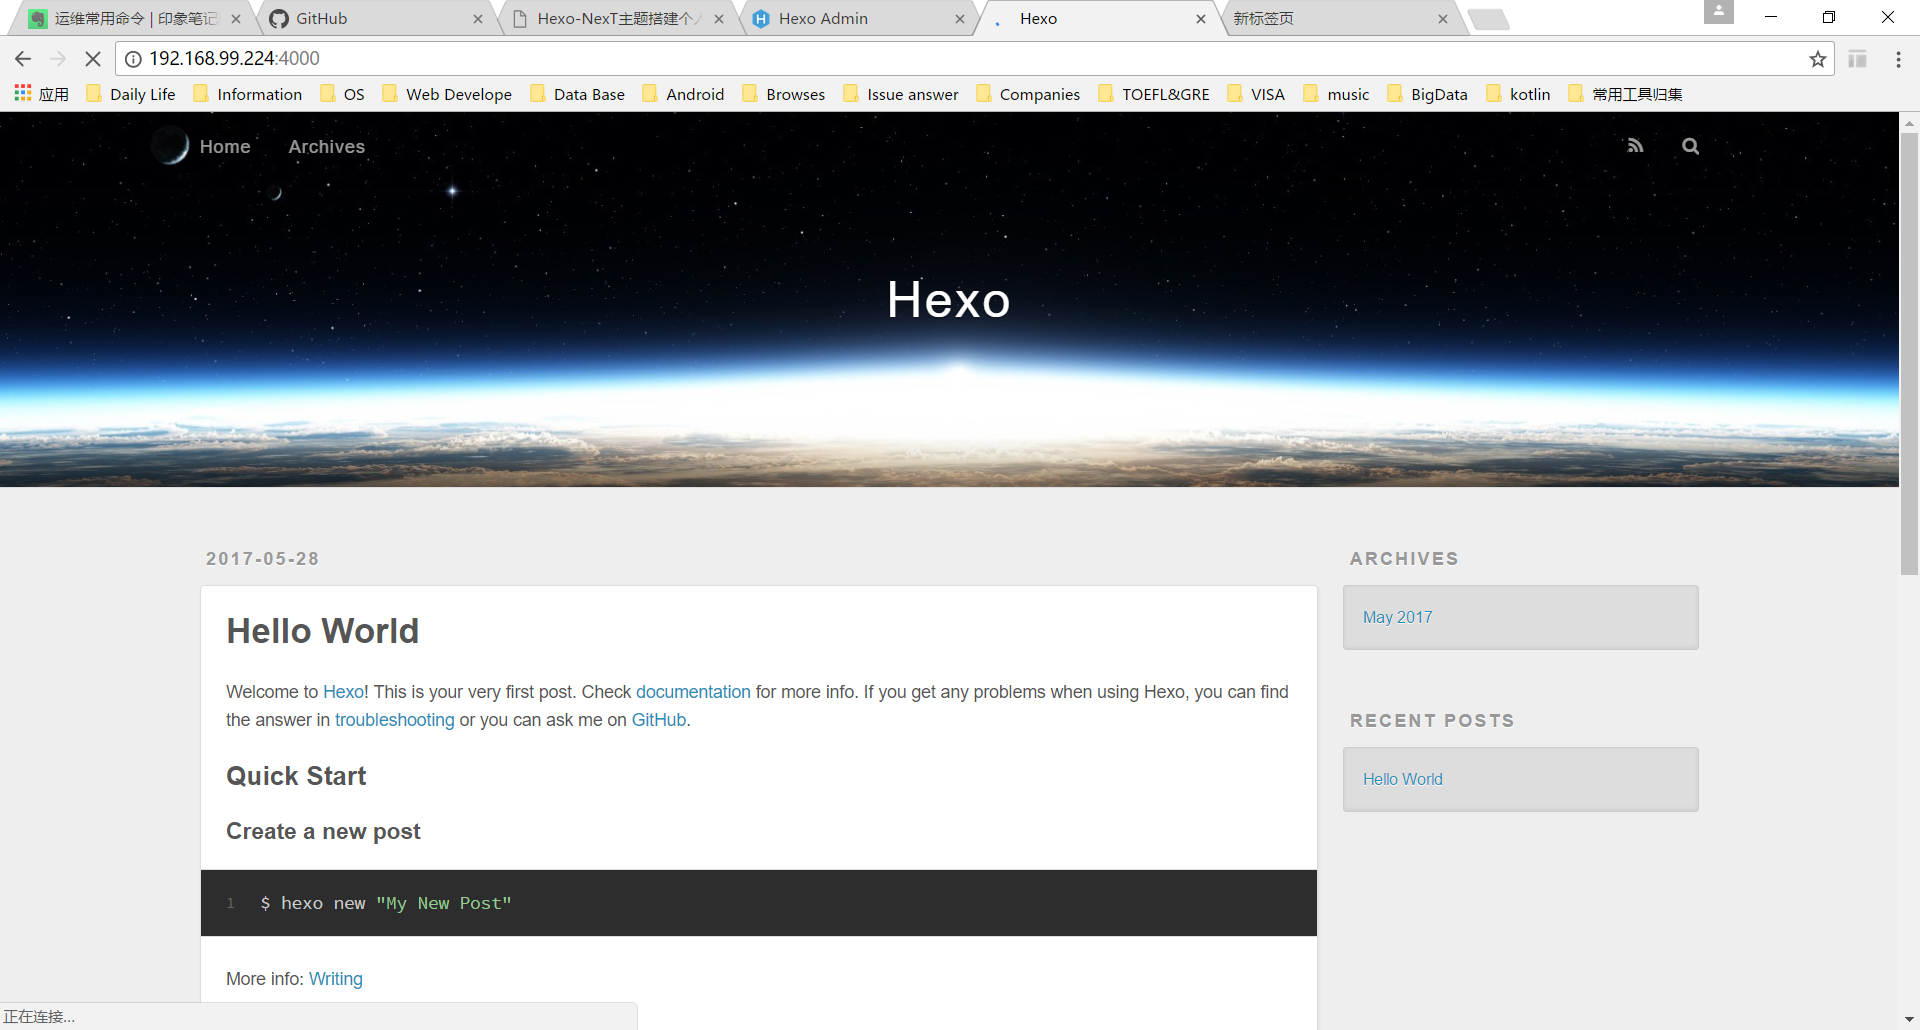 运维常用命令 | 印象笔记
GitHub
Hexo-NexT主题搭建个人
Hexo Admin
Hexo
新标签页
192.168.99.224:4000
应用
Daily Life
Information
OS
Web Develope
Data Base
Android
Browses
Issue answer
Companies
TOEFL&GRE
VISA
music
BigData
kotlin
常用工具归集
Home
Archives
Hexo
2017-05-28
Hello World
Welcome to Hexo! This is your very first post. Check documentation for more info. If you get any problems when using Hexo, you can find
the answer in troubleshooting or you can ask me on GitHub.
Quick Start
Create a new post
1 $ hexo new "My New Post"
More info: Writing
ARCHIVES
May 2017
RECENT POSTS
Hello World
正在连接...